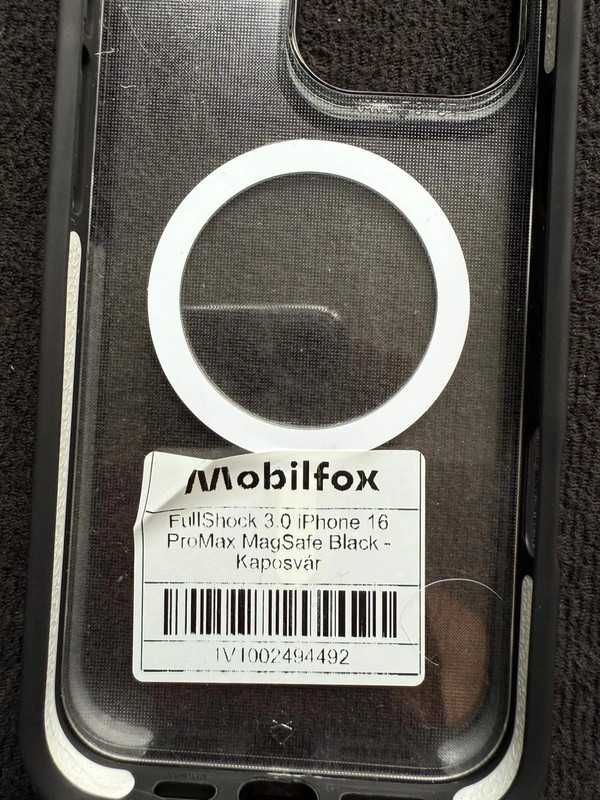 Mobilfox
FullShock 3.0 iPhone 16
ProMax MagSafe Black -
Kaposvár
1V1002494492